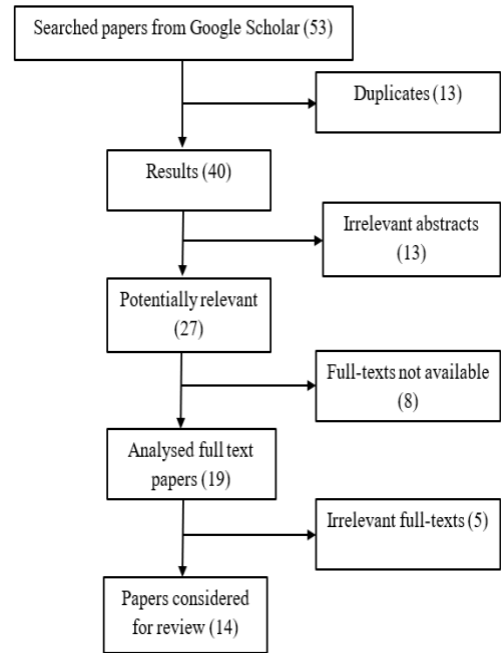 Searched papers from Google Scholar (53)
Duplicates (13)
Results (40)
Irrelevant abstracts
(13)
Potentially relevant
(27)
Full-texts not available
(8)
Analysed full text
papers (19)
Irrelevant full-texts (5)
Papers considered
for review (14)